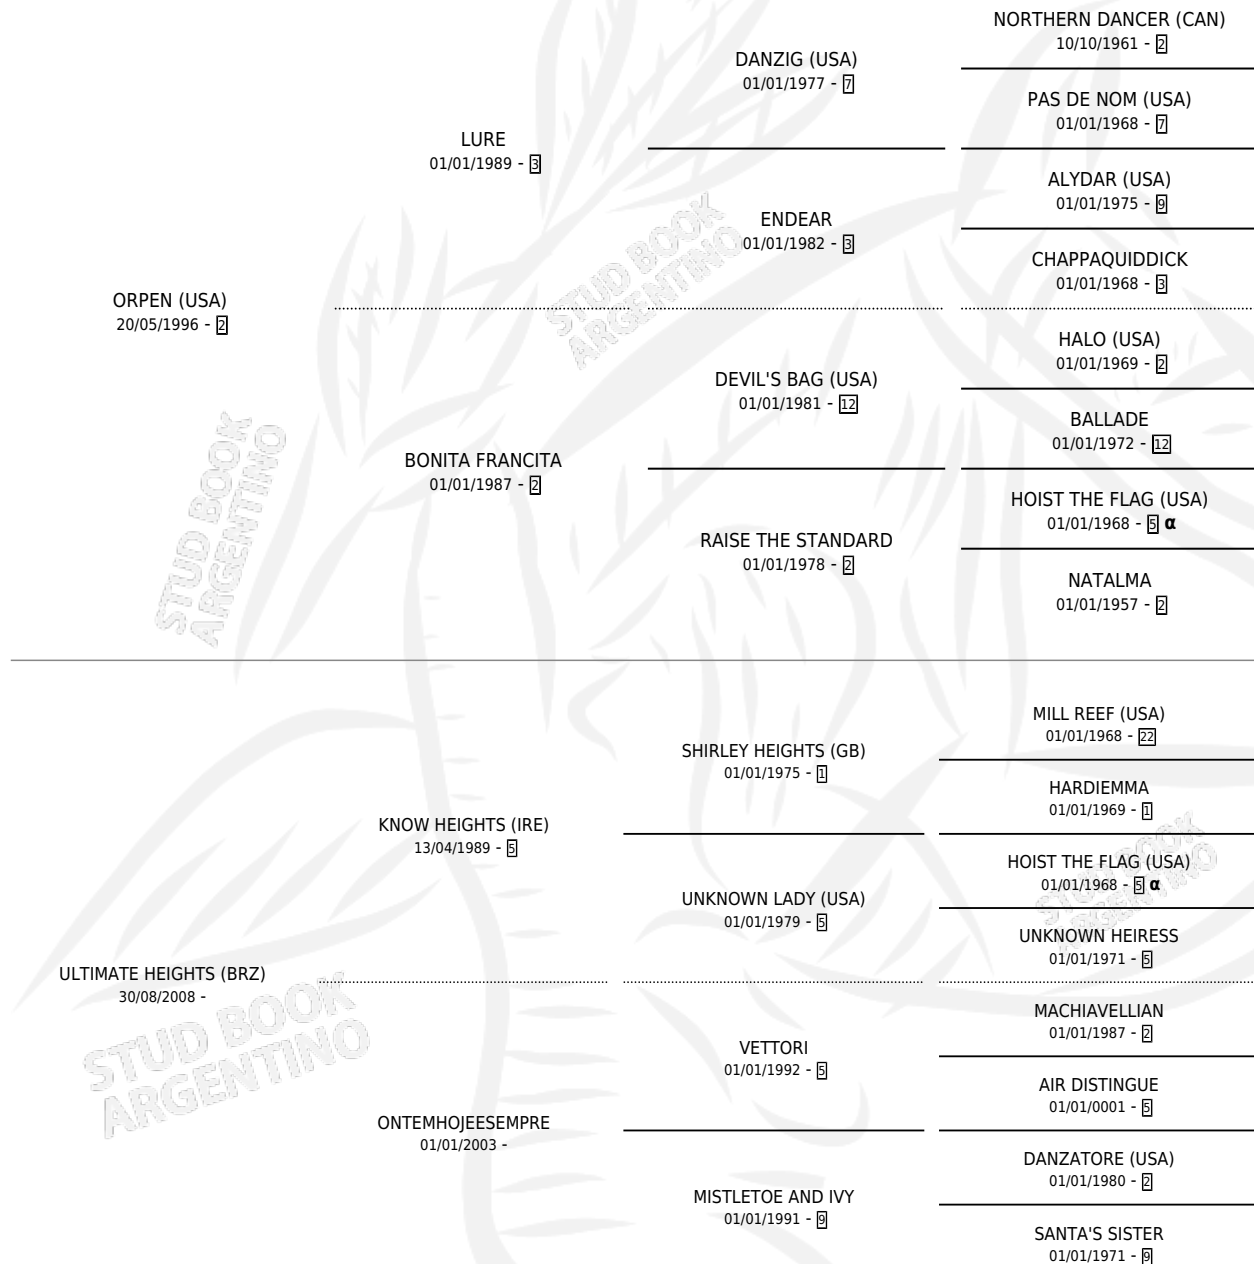 NORTHERN DANCER (CAN)
10/10/1961 - 2
DANZIG (USA)
01/01/1977 - 7
PAS DE NOM (USA)
01/01/1968 - 7
LURE
01/01/1989 - 3
ALYDAR (USA)
01/01/1975 - 9
ENDEAR
01/01/1982 - 3
CHAPPAQUIDDICK
01/01/1968 - 3
ORPEN (USA)
20/05/1996 - 2
STUD BOOK
ARGENTINO
HALO (USA)
01/01/1969 - 2
DEVIL'S BAG (USA)
01/01/1981 - 12
BALLADE
01/01/1972 - 12
BONITA FRANCITA
01/01/1987 - 2
HOIST THE FLAG (USA)
01/01/1968 - 5 α
RAISE THE STANDARD
01/01/1978 - 2
NATALMA
01/01/1957 - 2
STUD BOOK
ARGENTINO
MILL REEF (USA)
01/01/1968 - 22
SHIRLEY HEIGHTS (GB)
01/01/1975 - 1
HARDIEMMA
01/01/1969 - 1
KNOW HEIGHTS (IRE)
13/04/1989 - 5
HOIST THE FLAG (USA)
01/01/1968 - 5 α
STUD BOOK
ARGENTINO
UNKNOWN LADY (USA)
01/01/1979 - 5
UNKNOWN HEIRESS
01/01/1971 - 5
ULTIMATE HEIGHTS (BRZ)
30/08/2008 -
STUD BOOK
ARGENTINO
MACHIAVELLIAN
01/01/1987 - 2
VETTORI
01/01/1992 - 5
AIR DISTINGUE
01/01/0001 - 5
ONTEMHOJEESEMPRE
01/01/2003 -
DANZATORE (USA)
01/01/1980 - 2
MISTLETOE AND IVY
01/01/1991 - 9
SANTA'S SISTER
01/01/1971 - 9